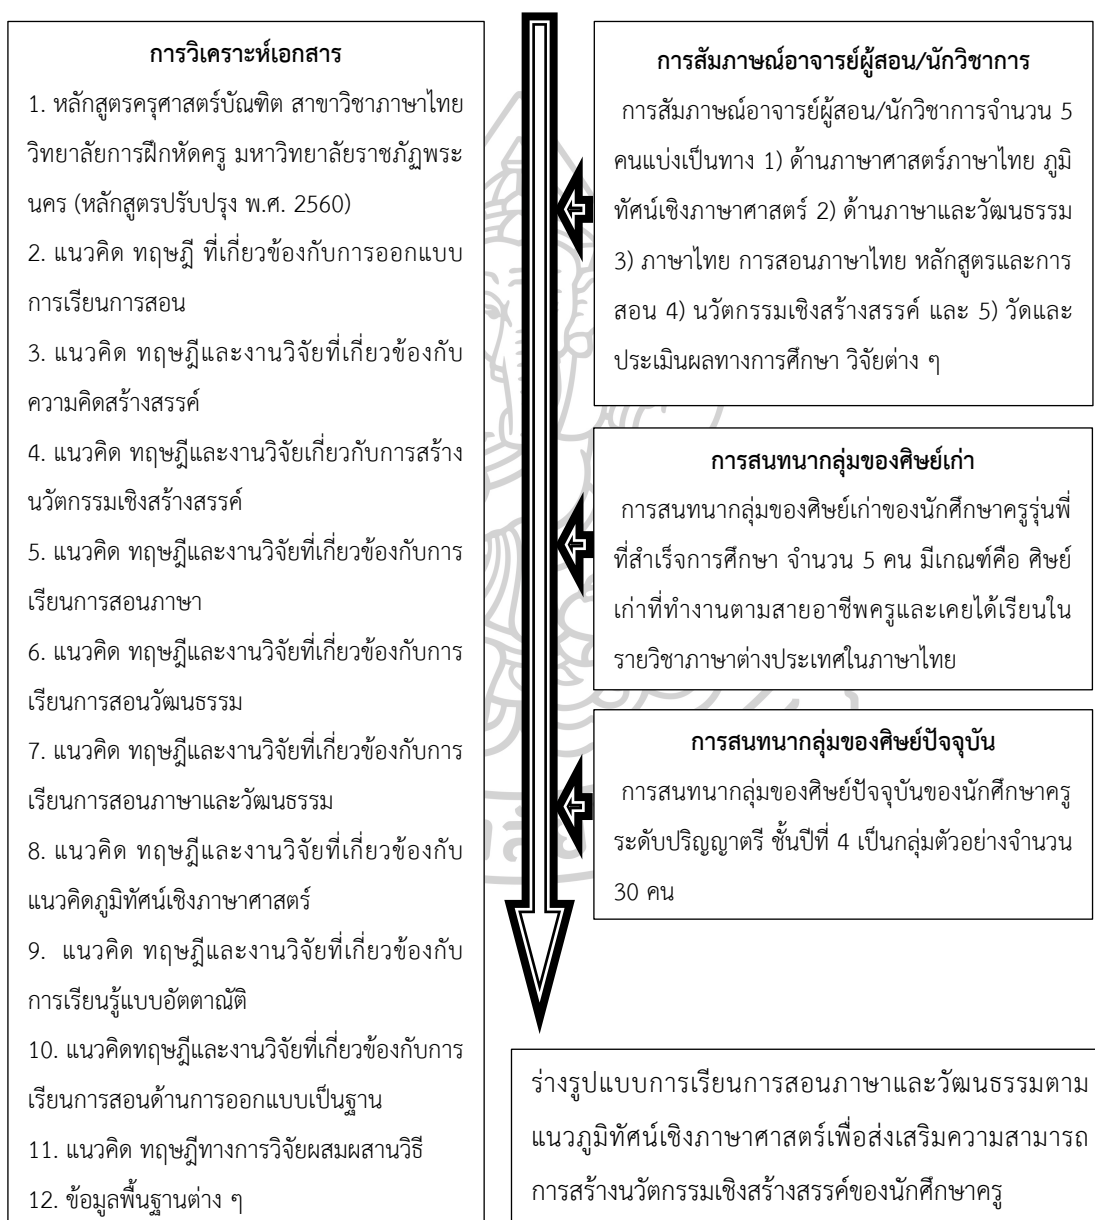 การวิเคราะห์เอกสาร
1. หลักสูตรครุศาสตร์บัณฑิต สาขาวิชาภาษาไทย
วิทยาลัยการฝึกหัดครู มหาวิทยาลัยราชภัฏพระ
นคร (หลักสูตรปรับปรุง พ.ศ. 2560)
2. แนวคิด ทฤษฎี ที่เกี่ยวข้องกับการออกแบบ
การเรียนการสอน
3. แนวคิด ทฤษฎีและงานวิจัยที่เกี่ยวข้องกับ
ความคิดสร้างสรรค์
4. แนวคิด ทฤษฎีและงานวิจัยเกี่ยวกับการสร้าง
นวัตกรรมเชิงสร้างสรรค์
5. แนวคิด ทฤษฎีและงานวิจัยที่เกี่ยวข้องกับการ
เรียนการสอนภาษา
6. แนวคิด ทฤษฎีและงานวิจัยที่เกี่ยวข้องกับการ
เรียนการสอนวัฒนธรรม
7. แนวคิด ทฤษฎีและงานวิจัยที่เกี่ยวข้องกับการ
เรียนการสอนภาษาและวัฒนธรรม
8. แนวคิด ทฤษฎีและงานวิจัยที่เกี่ยวข้องกับ
แนวคิดภูมิทัศน์เชิงภาษาศาสตร์
9. แนวคิด ทฤษฎีและงานวิจัยที่เกี่ยวข้องกับ
การเรียนรู้แบบอัตตาณัติ
10. แนวคิดทฤษฎีและงานวิจัยที่เกี่ยวข้องกับการ
เรียนการสอนด้านการออกแบบเป็นฐาน
11. แนวคิด ทฤษฎีทางการวิจัยผสมผสานวิธี
12. ข้อมูลพื้นฐานต่าง ๆ
การสัมภาษณ์อาจารย์ผู้สอน/นักวิชาการ
การสัมภาษณ์อาจารย์ผู้สอน/นักวิชาการจำนวน 5
คนแบ่งเป็นทาง 1) ด้านภาษาศาสตร์ภาษาไทย ภูมิ
ทัศน์เชิงภาษาศาสตร์ 2) ด้านภาษาและวัฒนธรรม
3) ภาษาไทย การสอนภาษาไทย หลักสูตรและการ
สอน 4) นวัตกรรมเชิงสร้างสรรค์ และ 5) วัดและ
ประเมินผลทางการศึกษา วิจัยต่าง ๆ
การสนทนากลุ่มของศิษย์เก่า
การสนทนากลุ่มของศิษย์เก่าของนักศึกษาครูรุ่นพี่
ที่สำเร็จการศึกษา จำนวน 5 คน มีเกณฑ์คือ ศิษย์
เก่าที่ทำงานตามสายอาชีพครูและเคยได้เรียนใน
รายวิชาภาษาต่างประเทศในภาษาไทย
การสนทนากลุ่มของศิษย์ปัจจุบัน
การสนทนากลุ่มของศิษย์ปัจจุบันของนักศึกษาครู
ระดับปริญญาตรี ชั้นปีที่ 4 เป็นกลุ่มตัวอย่างจำนวน
30 คน
ร่างรูปแบบการเรียนการสอนภาษาและวัฒนธรรมตาม
แนวภูมิทัศน์เชิงภาษาศาสตร์เพื่อส่งเสริมความสามารถ
การสร้างนวัตกรรมเชิงสร้างสรรค์ของนักศึกษาครู